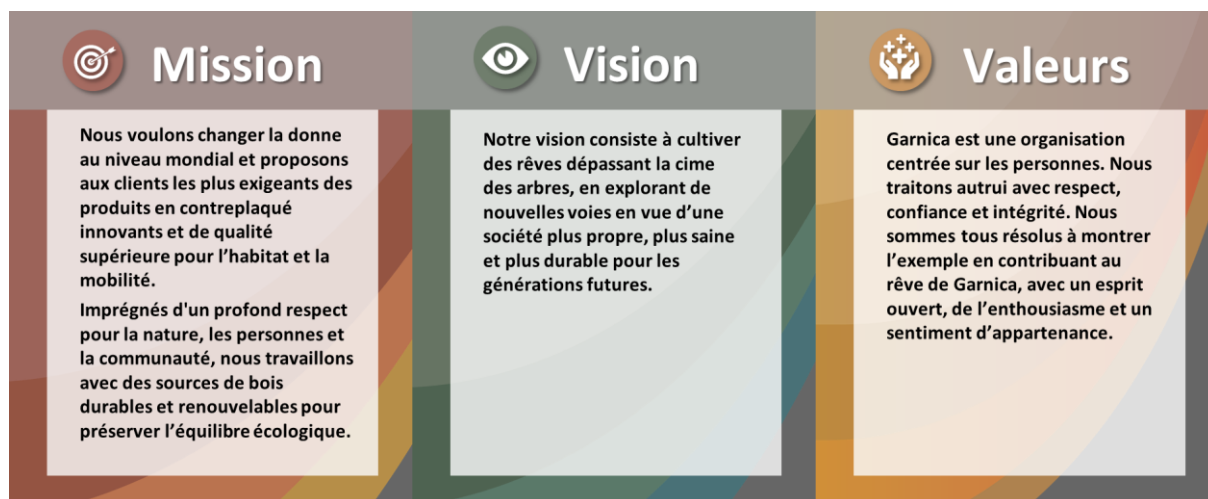 Mission
Nous voulons changer la donne
au niveau mondial et proposons
aux clients les plus exigeants des
produits en contreplaqué
innovants et de qualité
supérieure pour l’habitat et la
mobilité.
Imprégnés d'un profond respect
pour la nature, les personnes et
la communauté, nous travaillons
avec des sources de bois
durables et renouvelables pour
préserver l’équilibre écologique.
Vision
Notre vision consiste à cultiver
des rêves dépassant la cime
des arbres, en explorant de
nouvelles voies en vue d’une
société plus propre, plus saine
et plus durable pour les
générations futures.
Valeurs
Garnica est une organisation
centrée sur les personnes. Nous
traitons autrui avec respect,
confiance et intégrité. Nous
sommes tous résolus à montrer
l’exemple en contribuant au
rêve de Garnica, avec un esprit
ouvert, de l’enthousiasme et un
sentiment d’appartenance.